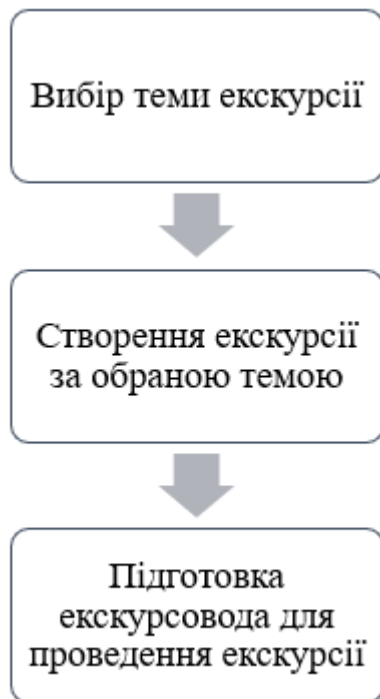 Вибір теми екскурсії
Створення екскурсії
за обраною темою
Підготовка
екскурсовода для
проведення екскурсії